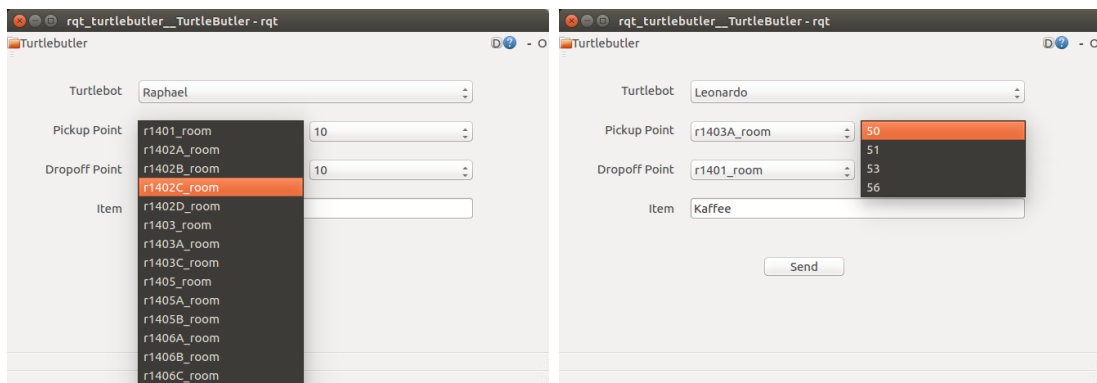 rqt_turtlebutler__TurtleButler - rqt
Turtlebutler
D ? - O
Turtlebot Raphael
Pickup Point r1401_room 10
r1402A_room
Dropoff Point r1402B_room 10
r1402C_room
r1402D_room
Item r1403_room
r1403A_room
r1403C_room
r1405_room
r1405A_room
r1405B_room
r1406A_room
r1406B_room
r1406C_room
rqt_turtlebutler__TurtleButler - rqt
Turtlebutler
D ? - O
Turtlebot Leonardo
Pickup Point r1403A_room 50
51
Dropoff Point r1401_room 53
56
Item Kaffee
Send